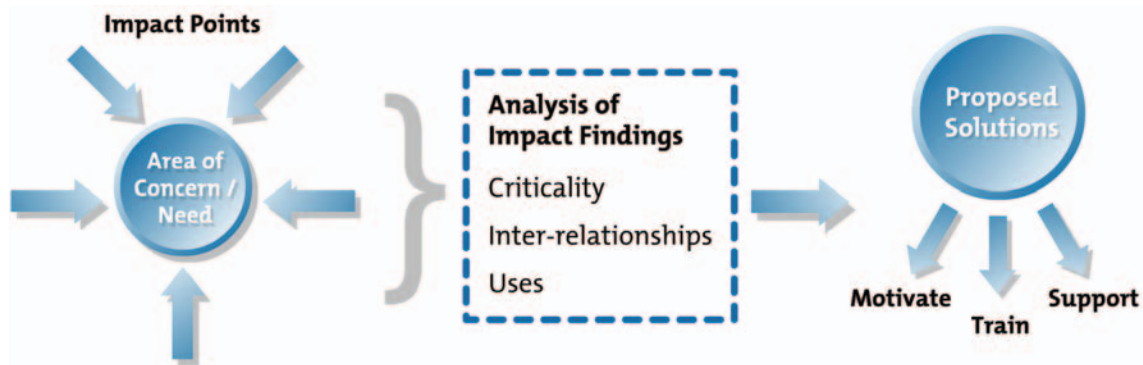 Impact Points
Area of
Concern /
Need
Analysis of
Impact Findings
Criticality
Inter-relationships
Uses
Proposed
Solutions
Motivate
Train
Support